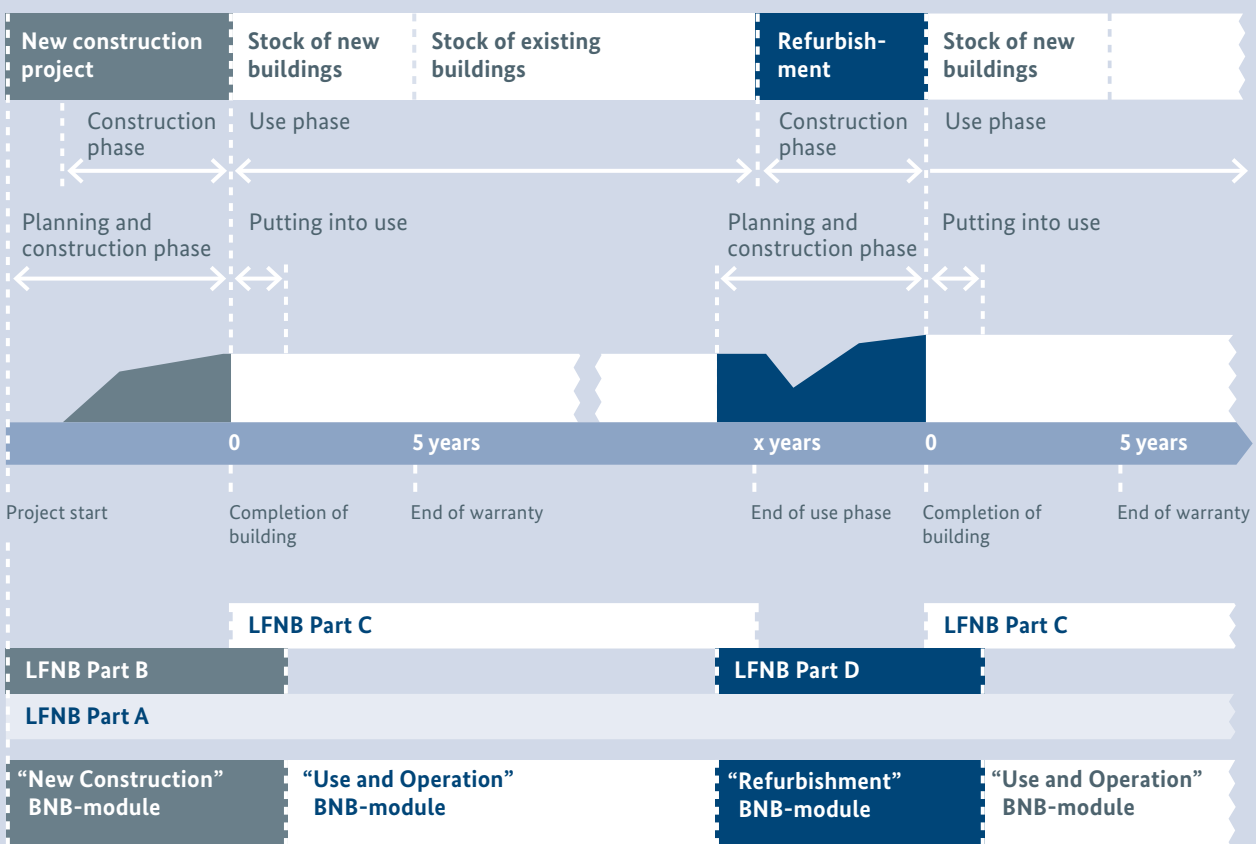 New construction
project
Stock of new
buildings
Stock of existing
buildings
Refurbish-
ment
Stock of new
buildings
Construction
phase
Use phase
Construction
phase
Use phase
Planning and
construction phase
Putting into use
Planning and
construction phase
Putting into use
0
5 years
x years
0
5 years
Project start
Completion of
building
End of warranty
End of use phase
Completion of
building
End of warranty
LFNB Part C
LFNB Part C
LFNB Part B
LFNB Part D
LFNB Part A
“New Construction”
BNB-module
“Use and Operation”
BNB-module
“Refurbishment”
BNB-module
“Use and Operation”
BNB-module